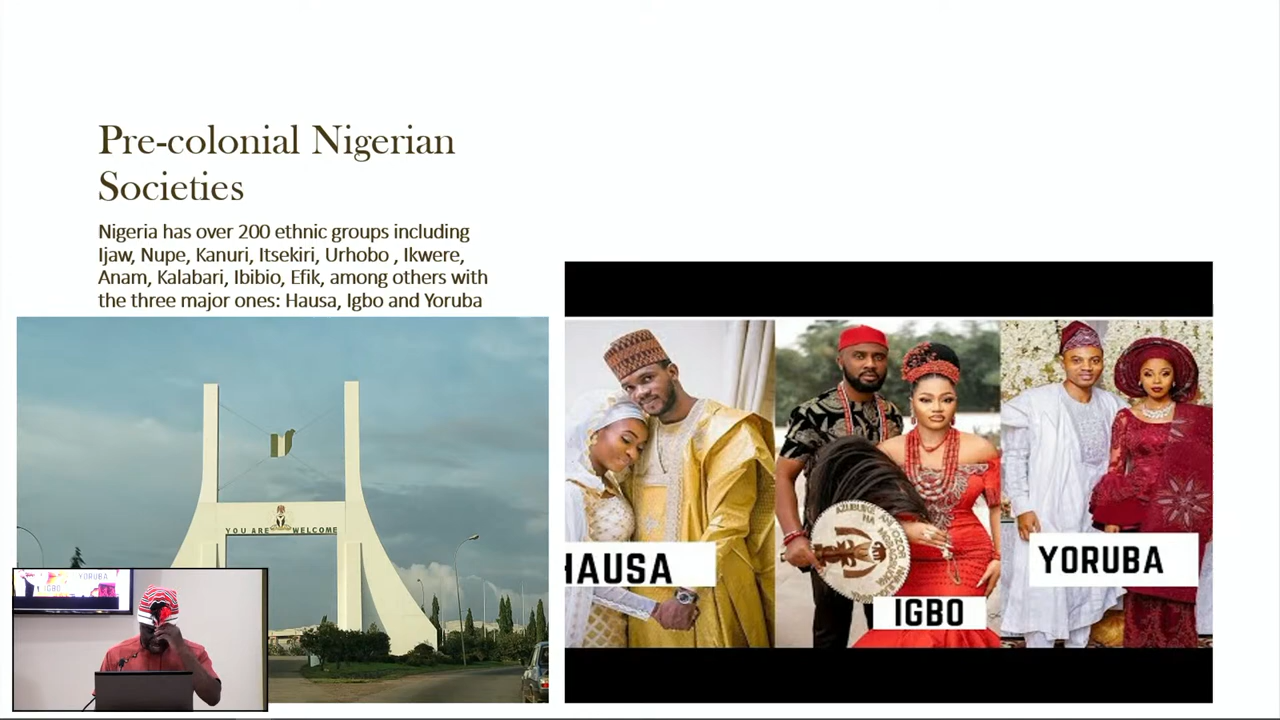 Pre-colonial Nigerian
Societies
Nigeria has over 200 ethnic groups including
Ijaw, Nupe, Kanuri, Itsekiri, Urhobo , Ikwere,
Anam, Kalabari, Ibibio, Efik, among others with
the three major ones: Hausa, Igbo and Yoruba
YOU ARE WELCOME
HAUSA
IGBO
YORUBA
YORUBA
IGBO